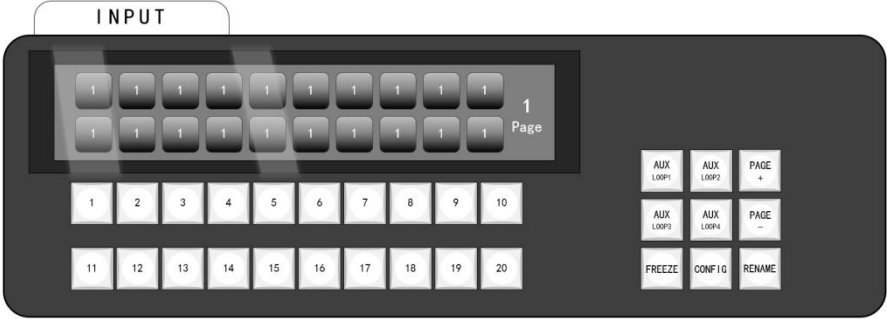 INPUT
1 1 1 1 1 1 1 1 1 1
1 1 1 1 1 1 1 1 1 1
1
Page
1 2 3 4 5 6 7 8 9 10
11 12 13 14 15 16 17 18 19 20
AUX AUX PAGE
LOOP1 LOOP2 +
AUX AUX PAGE
LOOP3 LOOP4 −
FREEZE CONFIG RENAME